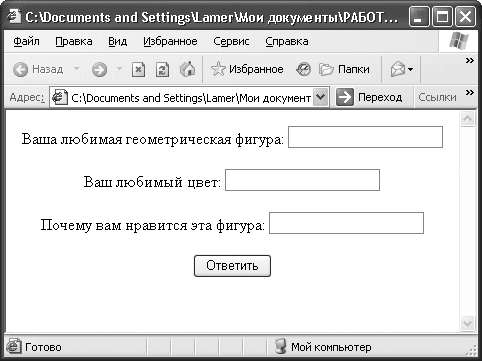 C:\Documents and Settings\Lamer\Мои документы\РАБОТ...
Файл Правка Вид Избранное Сервис Справка
Назад Избранное Папки »
Адрес: C:\Documents and Settings\Lamer\Мои документ Переход Ссылки »
Ваша любимая геометрическая фигура:
Ваш любимый цвет:
Почему вам нравится эта фигура:
Ответить
Готово Мой компьютер